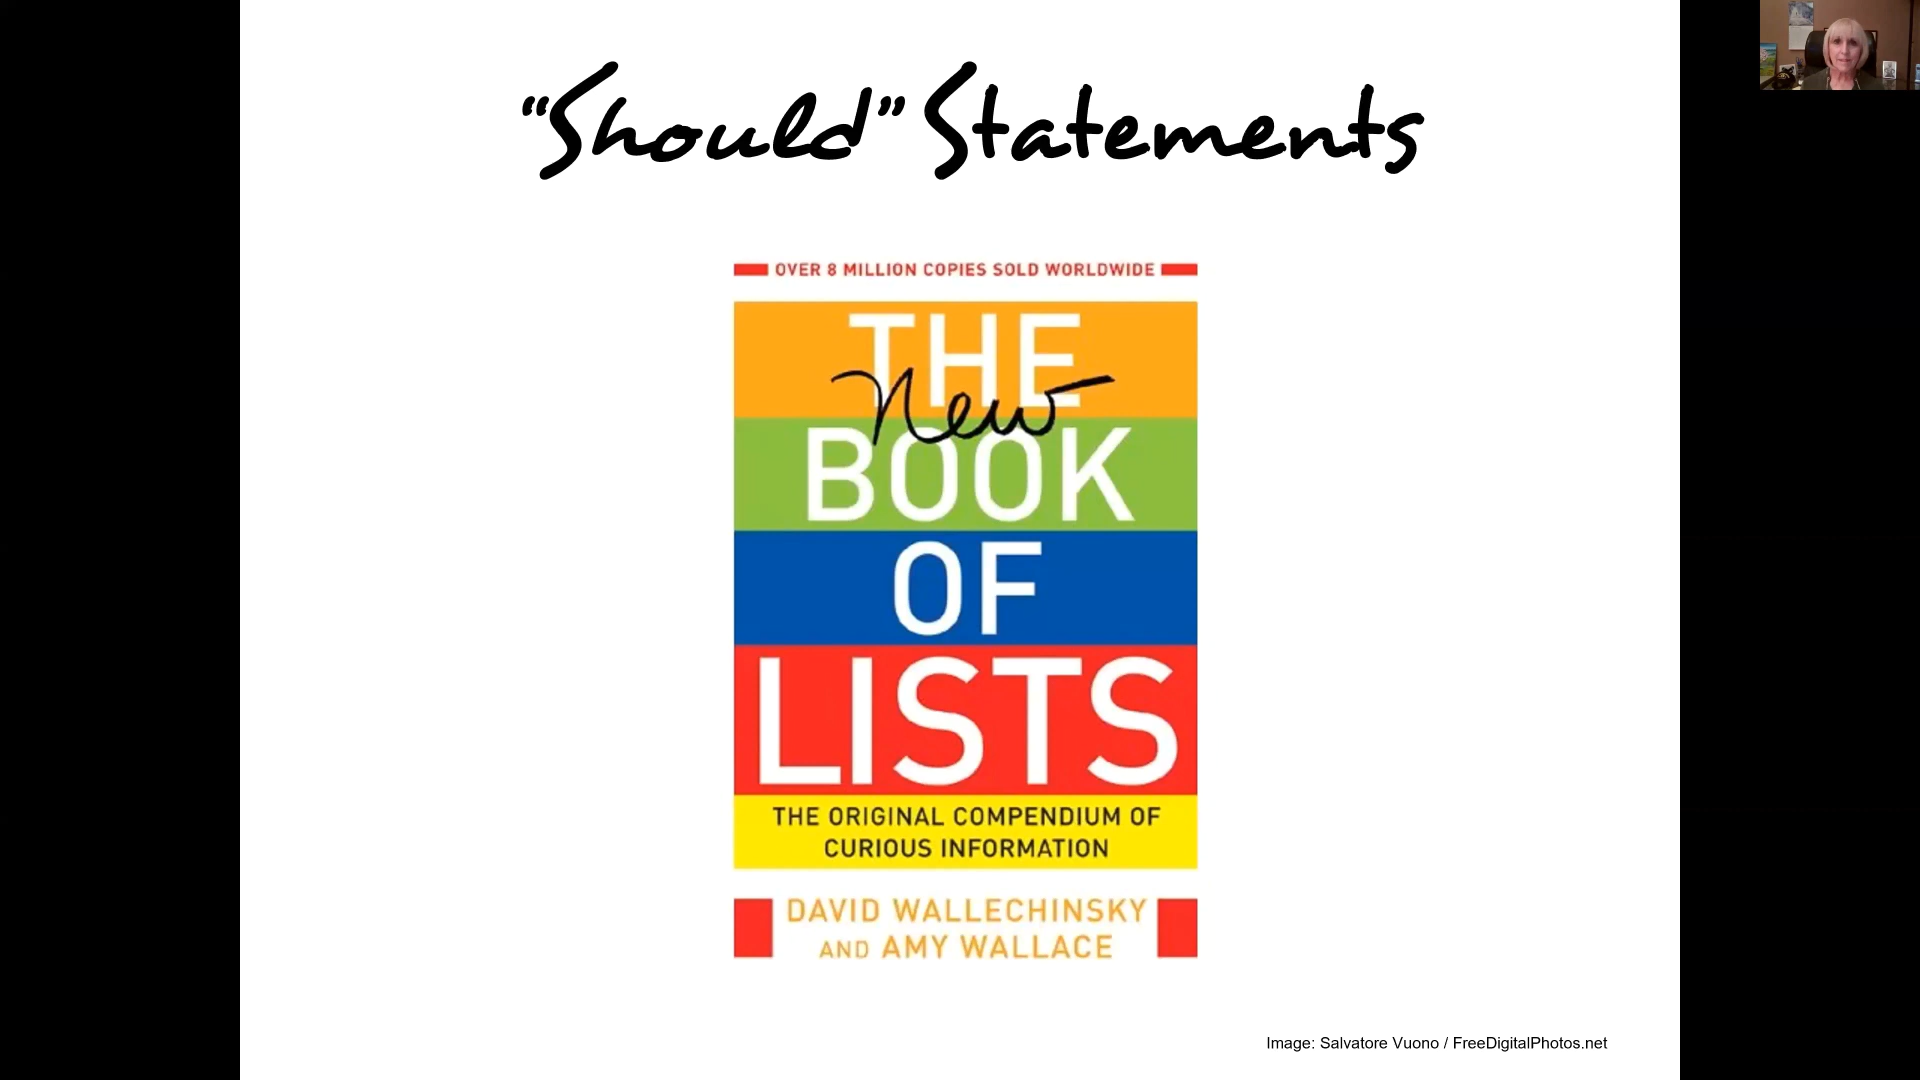 “Should” Statements
OVER 8 MILLION COPIES SOLD WORLDWIDE
THE
New
BOOK
OF
LISTS
THE ORIGINAL COMPENDIUM OF
CURIOUS INFORMATION
DAVID WALLECHINSKY
AND AMY WALLACE
Image: Salvatore Vuono / FreeDigitalPhotos.net